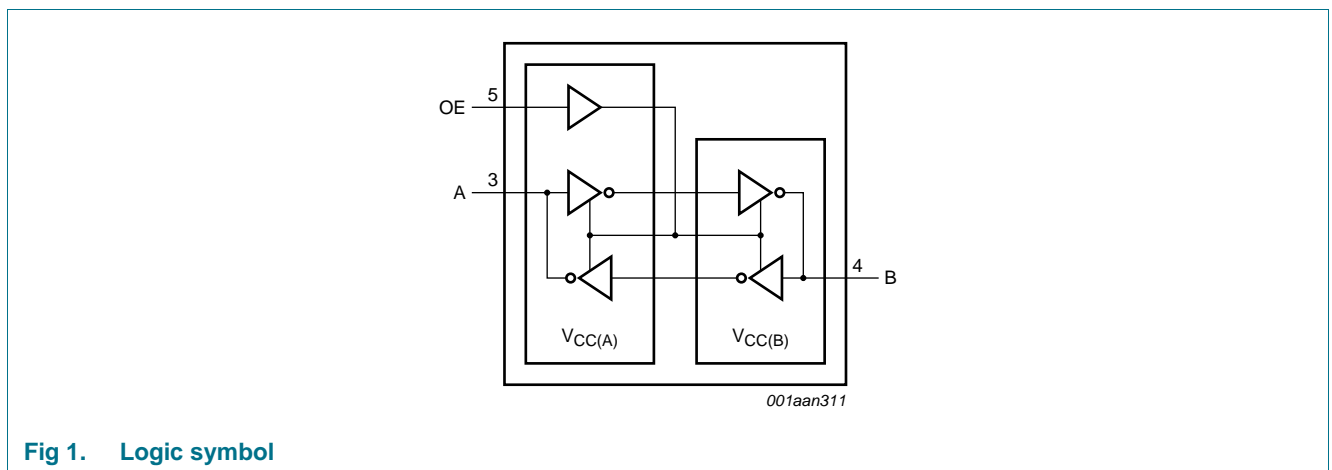 OE
5
A
3
4
B
VCC(A)
VCC(B)
001aan311
Fig 1. Logic symbol